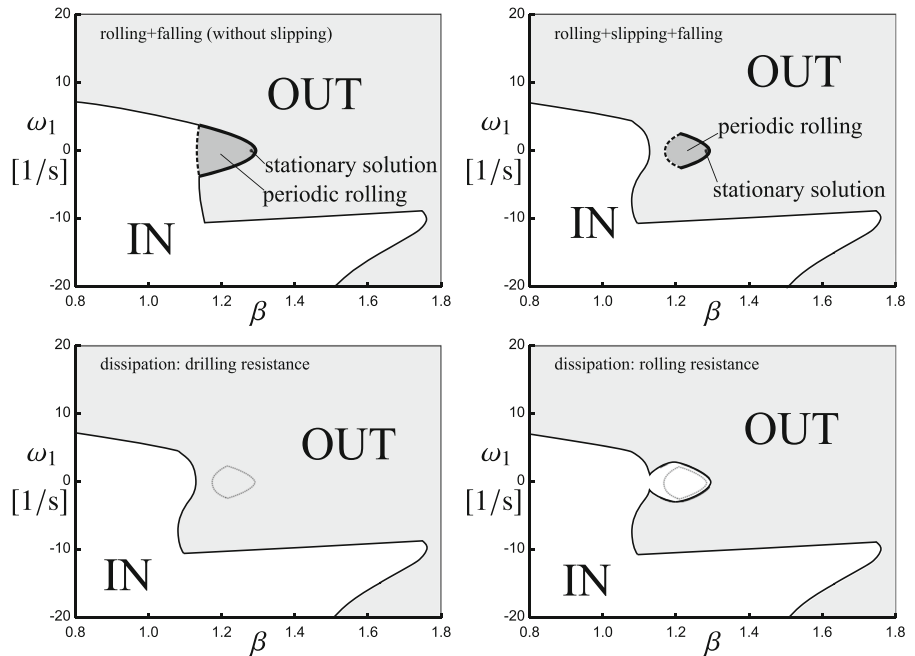 20
rolling+falling (without slipping)
10
OUT
ω₁
0
[1/s]
stationary solution
periodic rolling
-10
IN
-20
0.8 1.0 1.2 1.4 1.6 1.8
β
20
rolling+slipping+falling
10
OUT
periodic rolling
ω₁
0
[1/s]
stationary solution
-10
IN
-20
0.8 1.0 1.2 1.4 1.6 1.8
β
20
dissipation: drilling resistance
10
OUT
ω₁
0
[1/s]
-10
IN
-20
0.8 1.0 1.2 1.4 1.6 1.8
β
20
dissipation: rolling resistance
10
OUT
ω₁
0
[1/s]
-10
IN
-20
0.8 1.0 1.2 1.4 1.6 1.8
β